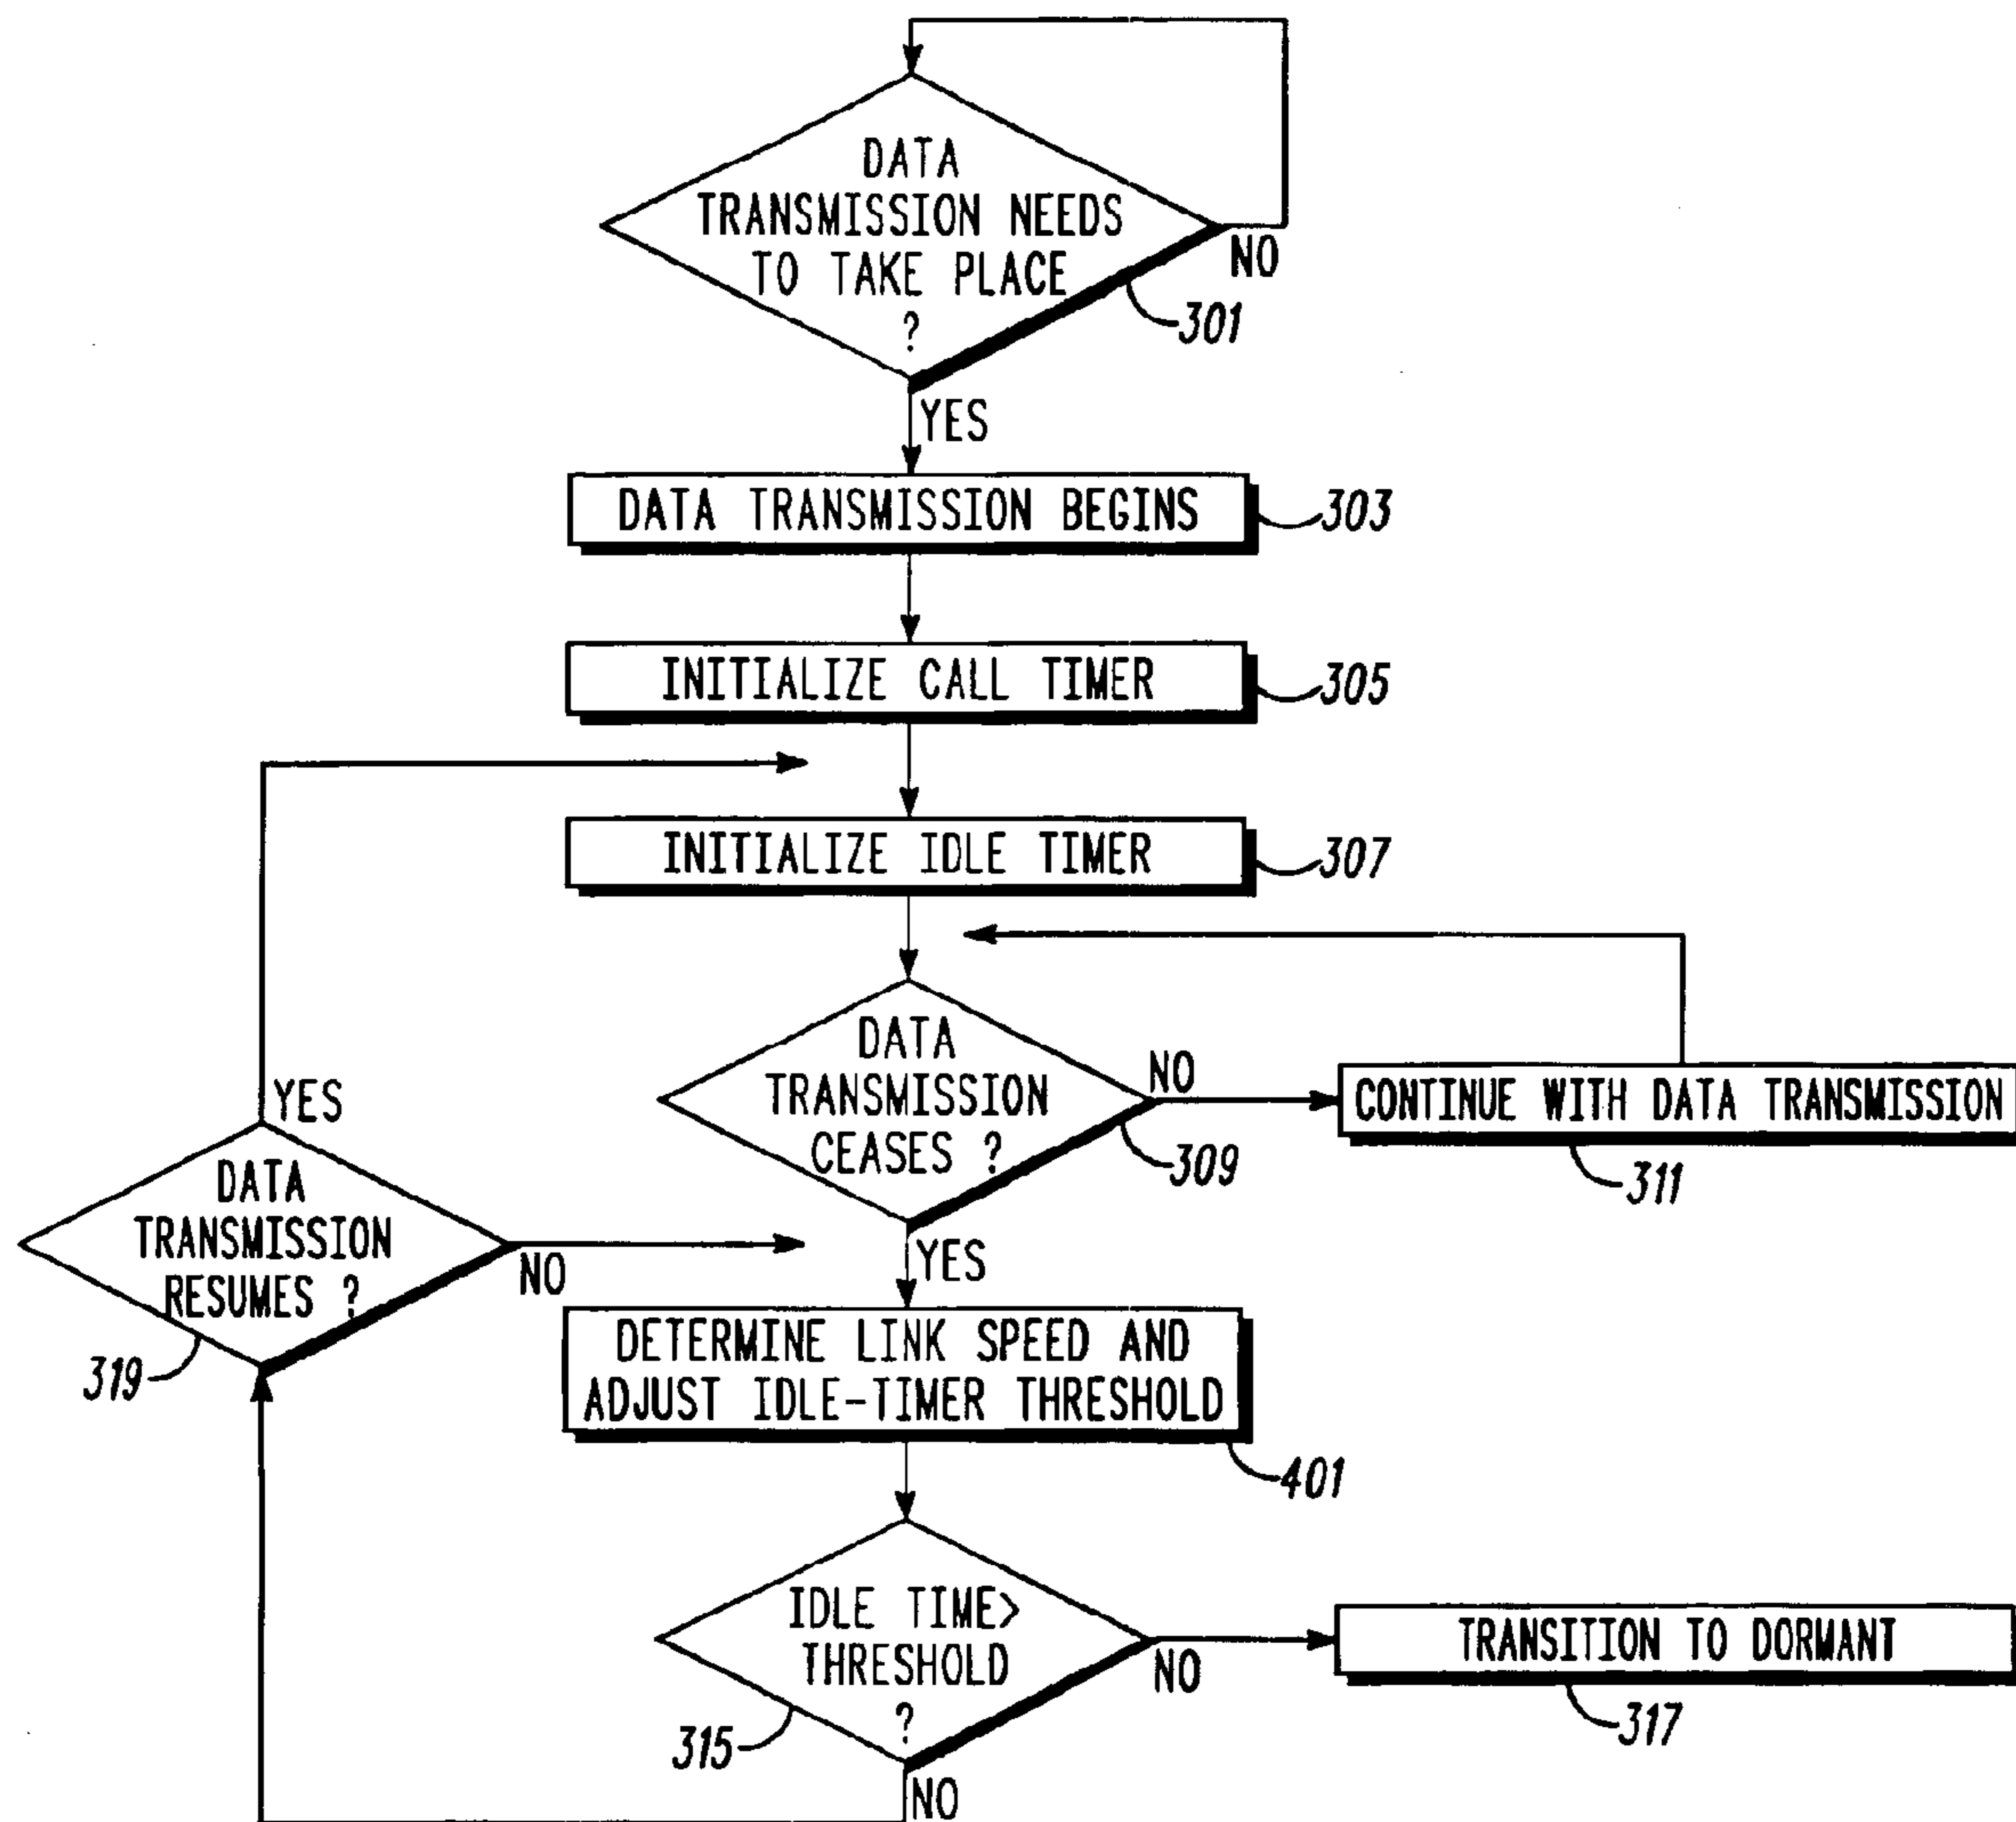 DATA
TRANSMISSION NEEDS
TO TAKE PLACE
?
NO
301
YES
DATA TRANSMISSION BEGINS
303
INITIALIZE CALL TIMER
305
INITIALIZE IDLE TIMER
307
DATA
TRANSMISSION
CEASES ?
NO
309
CONTINUE WITH DATA TRANSMISSION
311
YES
DATA
TRANSMISSION
RESUMES ?
YES
NO
319
DETERMINE LINK SPEED AND
ADJUST IDLE-TIMER THRESHOLD
401
IDLE TIME>
THRESHOLD
?
315
NO
TRANSITION TO DORMANT
317
NO